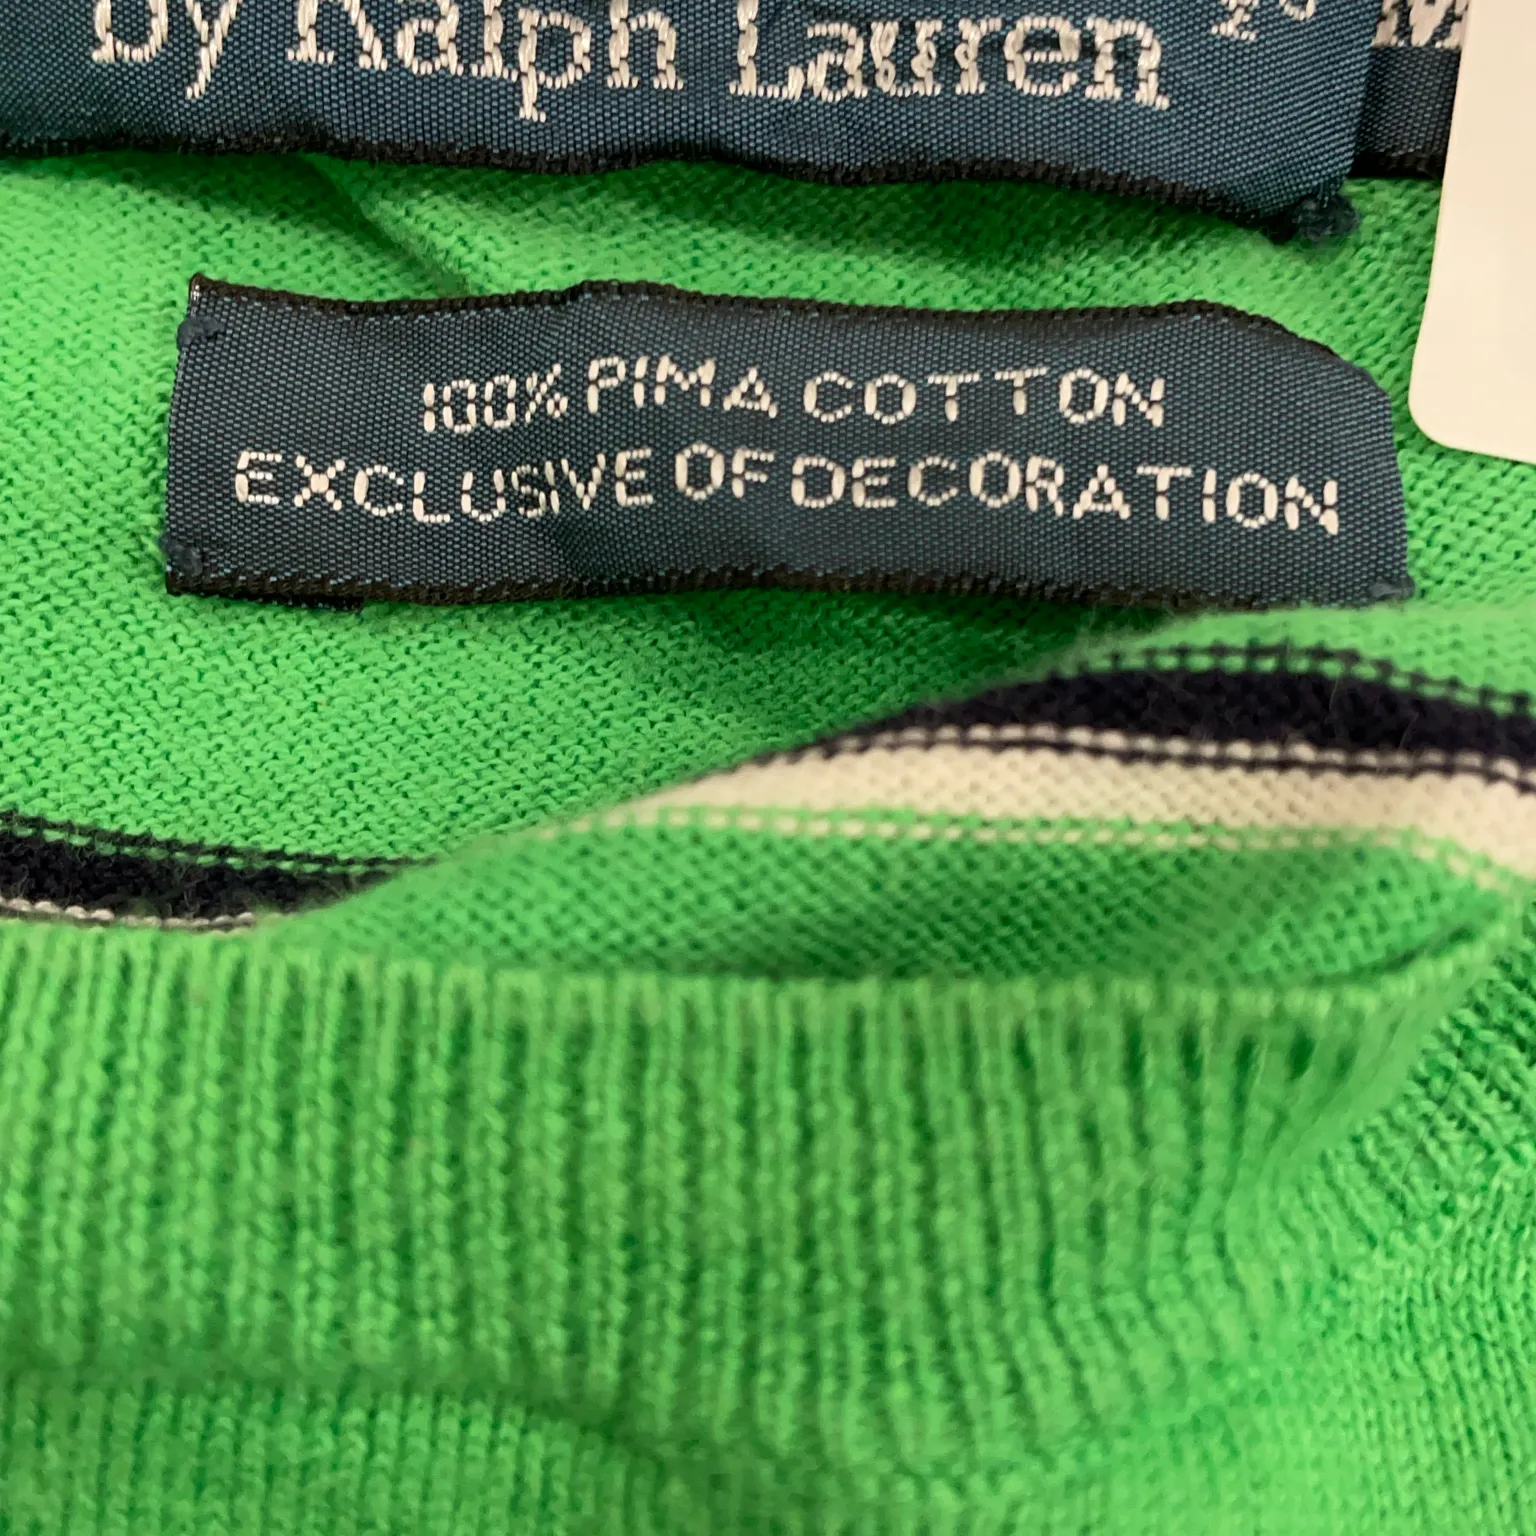 by Ralph Lauren
M
100% PIMA COTTON
EXCLUSIVE OF DECORATION